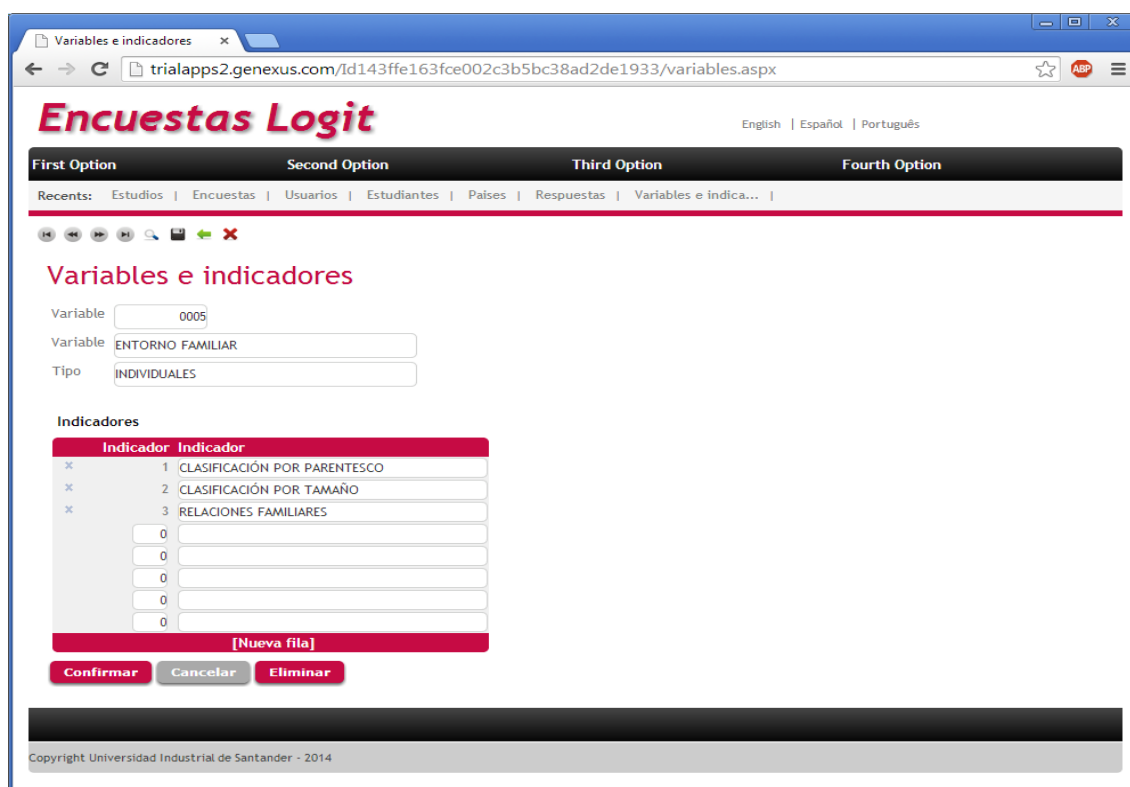 Variables e indicadores
trialapps2.genexus.com/Id143ffe163fce002c3b5bc38ad2de1933/variables.aspx
ABP
Encuestas Logit
English | Español | Português
First Option Second Option Third Option Fourth Option
Recents: Estudios | Encuestas | Usuarios | Estudiantes | Paises | Respuestas | Variables e indica... |
Variables e indicadores
Variable 0005
Variable ENTORNO FAMILIAR
Tipo INDIVIDUALES
Indicadores
Indicador Indicador
1 CLASIFICACIÓN POR PARENTESCO
2 CLASIFICACIÓN POR TAMAÑO
3 RELACIONES FAMILIARES
0
0
0
0
0
[Nueva fila]
Confirmar Cancelar Eliminar
Copyright Universidad Industrial de Santander - 2014